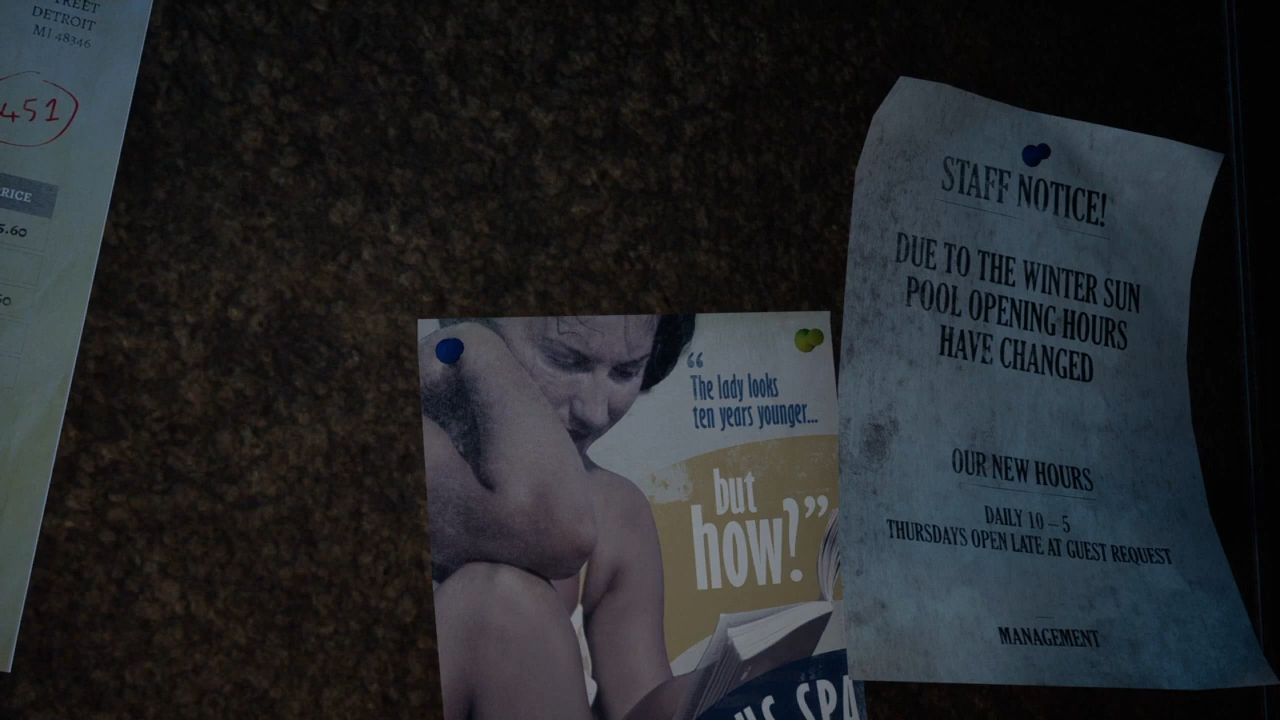 DETROIT
MI 48346
451
5.60
“
The lady looks
ten years younger...
but
how?”
SPA
STAFF NOTICE!
DUE TO THE WINTER SUN
POOL OPENING HOURS
HAVE CHANGED
OUR NEW HOURS
DAILY 10 – 5
THURSDAYS OPEN LATE AT GUEST REQUEST
MANAGEMENT